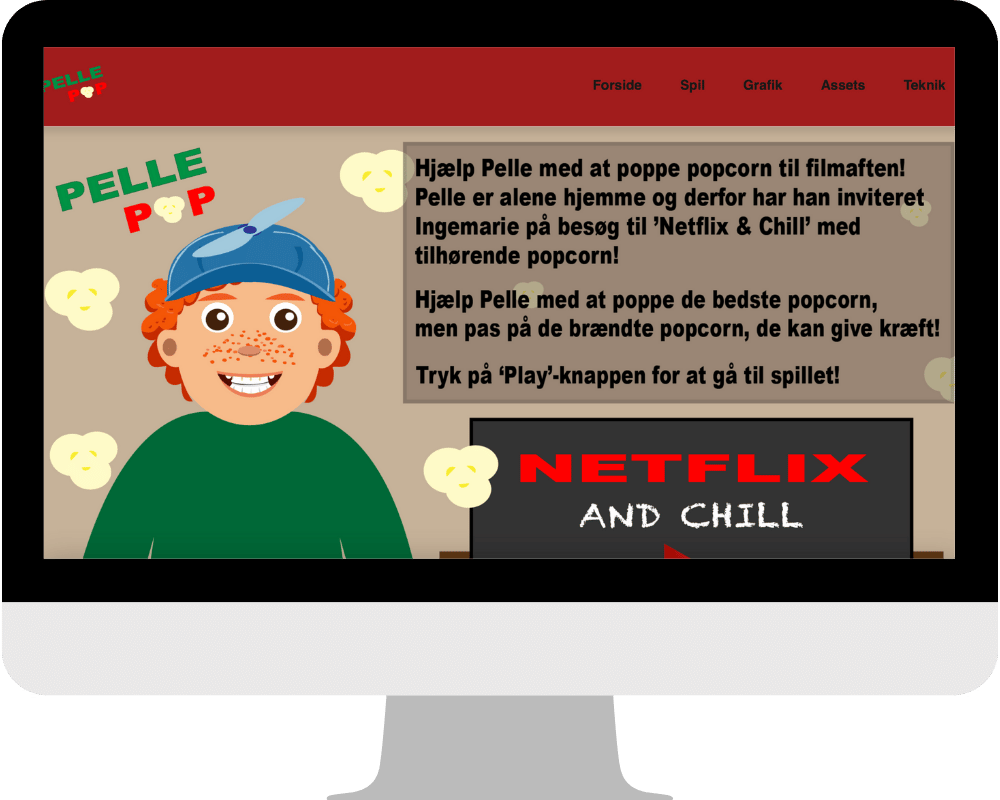 PELLE
POP
Forside Spil Grafik Assets Teknik
PELLE
POP
Hjælp Pelle med at poppe popcorn til filmaften!
Pelle er alene hjemme og derfor har han inviteret
Ingemarie på besøg til ’Netflix & Chill’ med
tilhørende popcorn!
Hjælp Pelle med at poppe de bedste popcorn,
men pas på de brændte popcorn, de kan give kræft!
Tryk på ‘Play’-knappen for at gå til spillet!
NETFLIX
AND CHILL